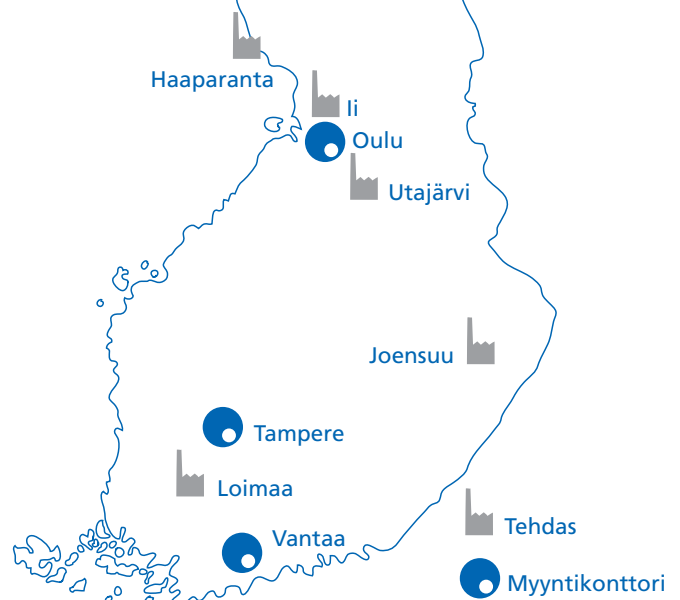 Haaparanta
Ii
Oulu
Utajärvi
Joensuu
Tampere
Loimaa
Vantaa
Tehdas
Myyntikonttori